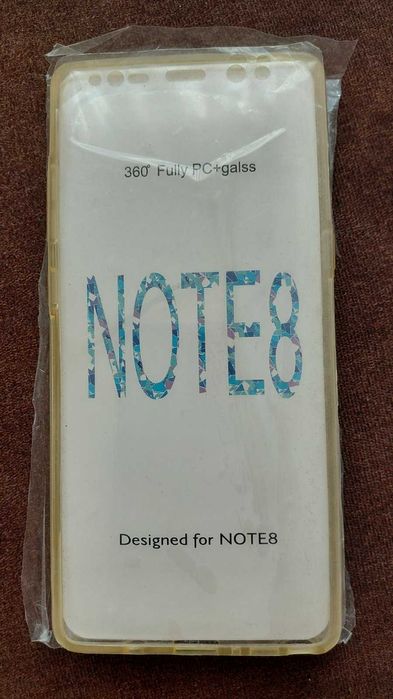 360° Fully PC+galss
NOTE8
Designed for NOTE8